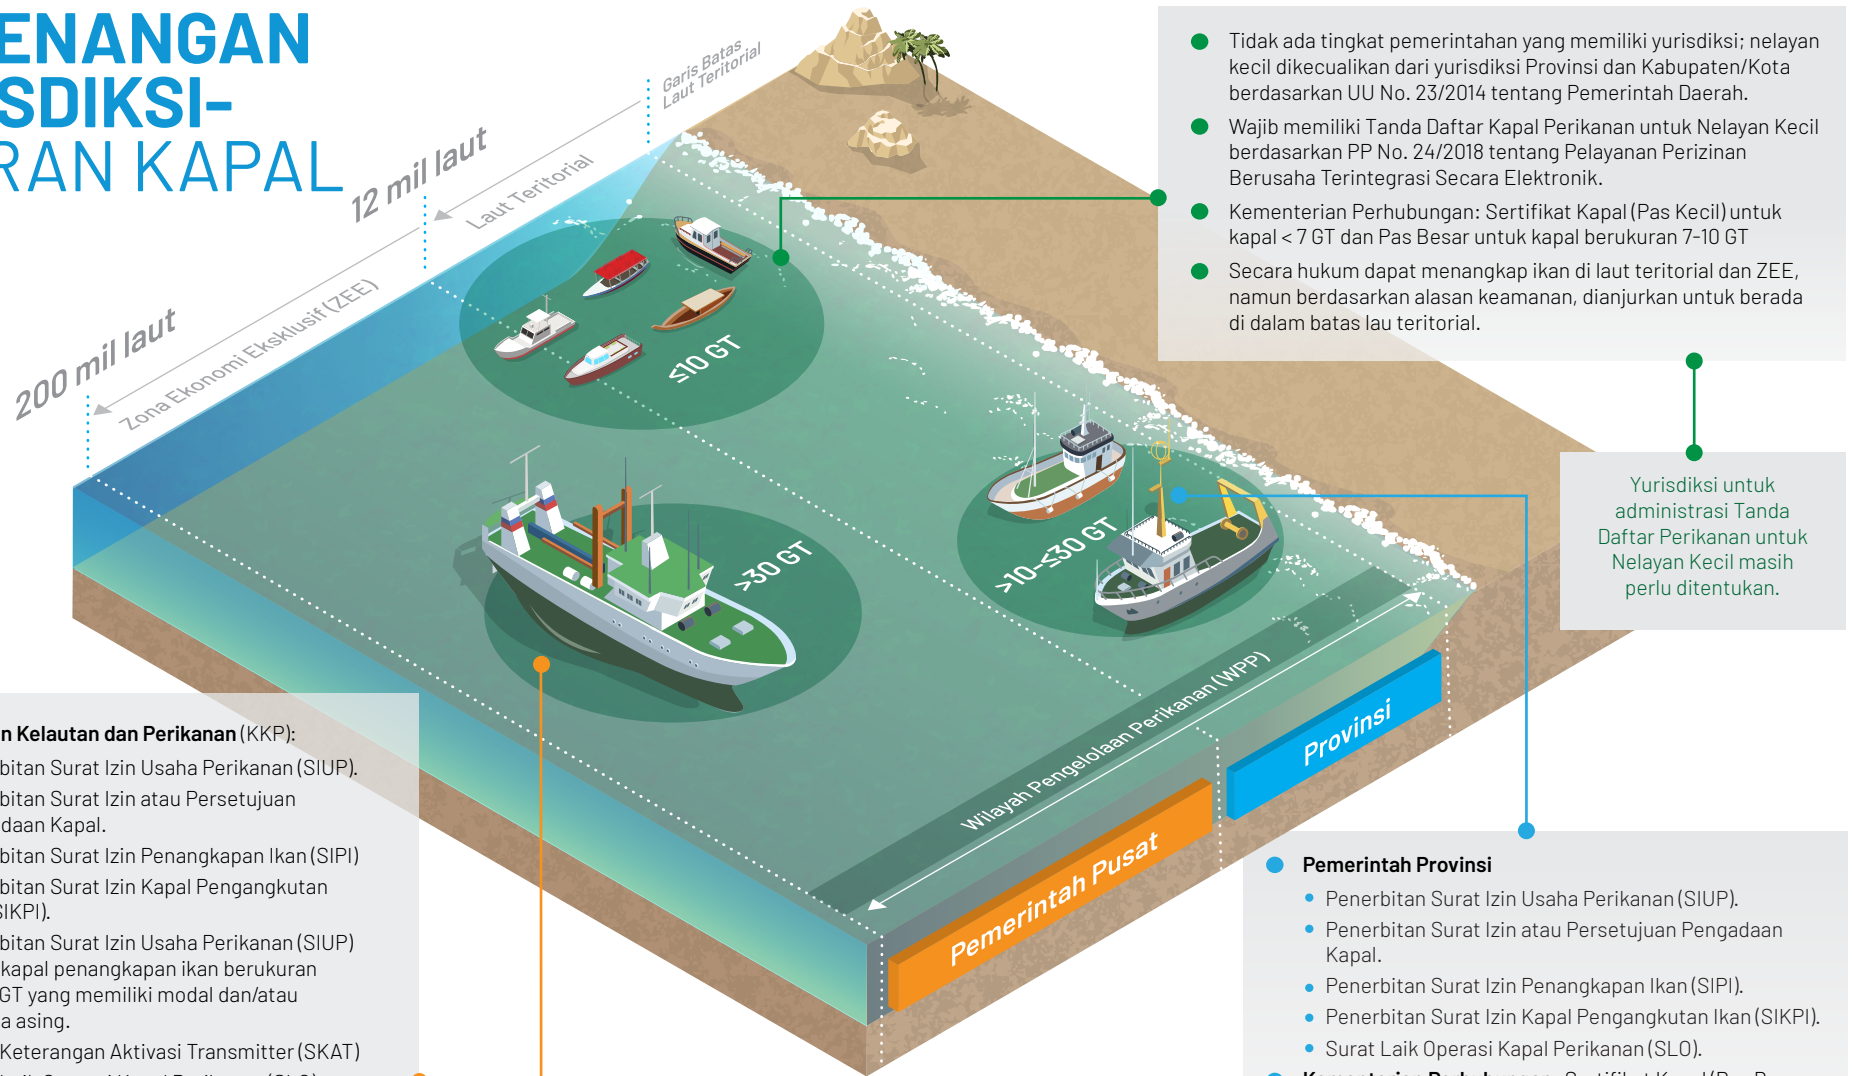 ENANGAN
SDIKSI-
RAN KAPAL
200 mil laut
12 mil laut
Garis Batas
Laut Teritorial
Zona Ekonomi Eksklusif (ZEE)
Laut Teritorial
Tidak ada tingkat pemerintahan yang memiliki yurisdiksi; nelayan
kecil dikecualikan dari yurisdiksi Provinsi dan Kabupaten/Kota
berdasarkan UU No. 23/2014 tentang Pemerintah Daerah.
Wajib memiliki Tanda Daftar Kapal Perikanan untuk Nelayan Kecil
berdasarkan PP No. 24/2018 tentang Pelayanan Perizinan
Berusaha Terintegrasi Secara Elektronik.
Kementerian Perhubungan: Sertifikat Kapal (Pas Kecil) untuk
kapal < 7 GT dan Pas Besar untuk kapal berukuran 7-10 GT
Secara hukum dapat menangkap ikan di laut teritorial dan ZEE,
namun berdasarkan alasan keamanan, dianjurkan untuk berada
di dalam batas lau teritorial.
Yurisdiksi untuk
administrasi Tanda
Daftar Perikanan untuk
Nelayan Kecil masih
perlu ditentukan.
≤10 GT
>10-≤30 GT
>30 GT
Wilayah Pengelolaan Perikanan (WPP)
Provinsi
Pemerintah Pusat
n Kelautan dan Perikanan (KKP):
bitan Surat Izin Usaha Perikanan (SIUP).
bitan Surat Izin atau Persetujuan
daan Kapal.
bitan Surat Izin Penangkapan Ikan (SIPI)
bitan Surat Izin Kapal Pengangkutan
SIKPI).
bitan Surat Izin Usaha Perikanan (SIUP)
kapal penangkapan ikan berukuran
GT yang memiliki modal dan/atau
a asing.
Keterangan Aktivasi Transmitter (SKAT)
Pemerintah Provinsi
Penerbitan Surat Izin Usaha Perikanan (SIUP).
Penerbitan Surat Izin atau Persetujuan Pengadaan
Kapal.
Penerbitan Surat Izin Penangkapan Ikan (SIPI).
Penerbitan Surat Izin Kapal Pengangkutan Ikan (SIKPI).
Surat Laik Operasi Kapal Perikanan (SLO).